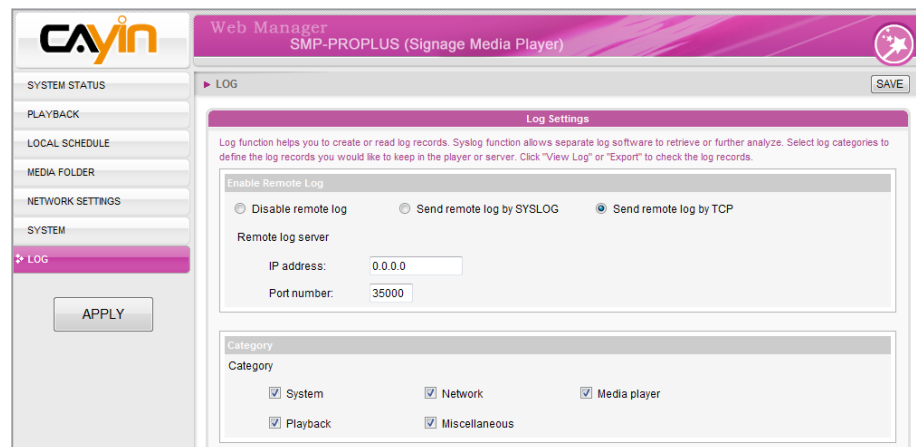 CAYIN
Web Manager
SMP-PROPLUS (Signage Media Player)
SYSTEM STATUS
PLAYBACK
LOCAL SCHEDULE
MEDIA FOLDER
NETWORK SETTINGS
SYSTEM
LOG
APPLY
LOG
SAVE
Log Settings
Log function helps you to create or read log records. Syslog function allows separate log software to retrieve or further analyze. Select log categories to
define the log records you would like to keep in the player or server. Click "View Log" or "Export" to check the log records.
Enable Remote Log
Disable remote log Send remote log by SYSLOG Send remote log by TCP
Remote log server
IP address: 0.0.0.0
Port number: 35000
Category
Category
System Network Media player
Playback Miscellaneous